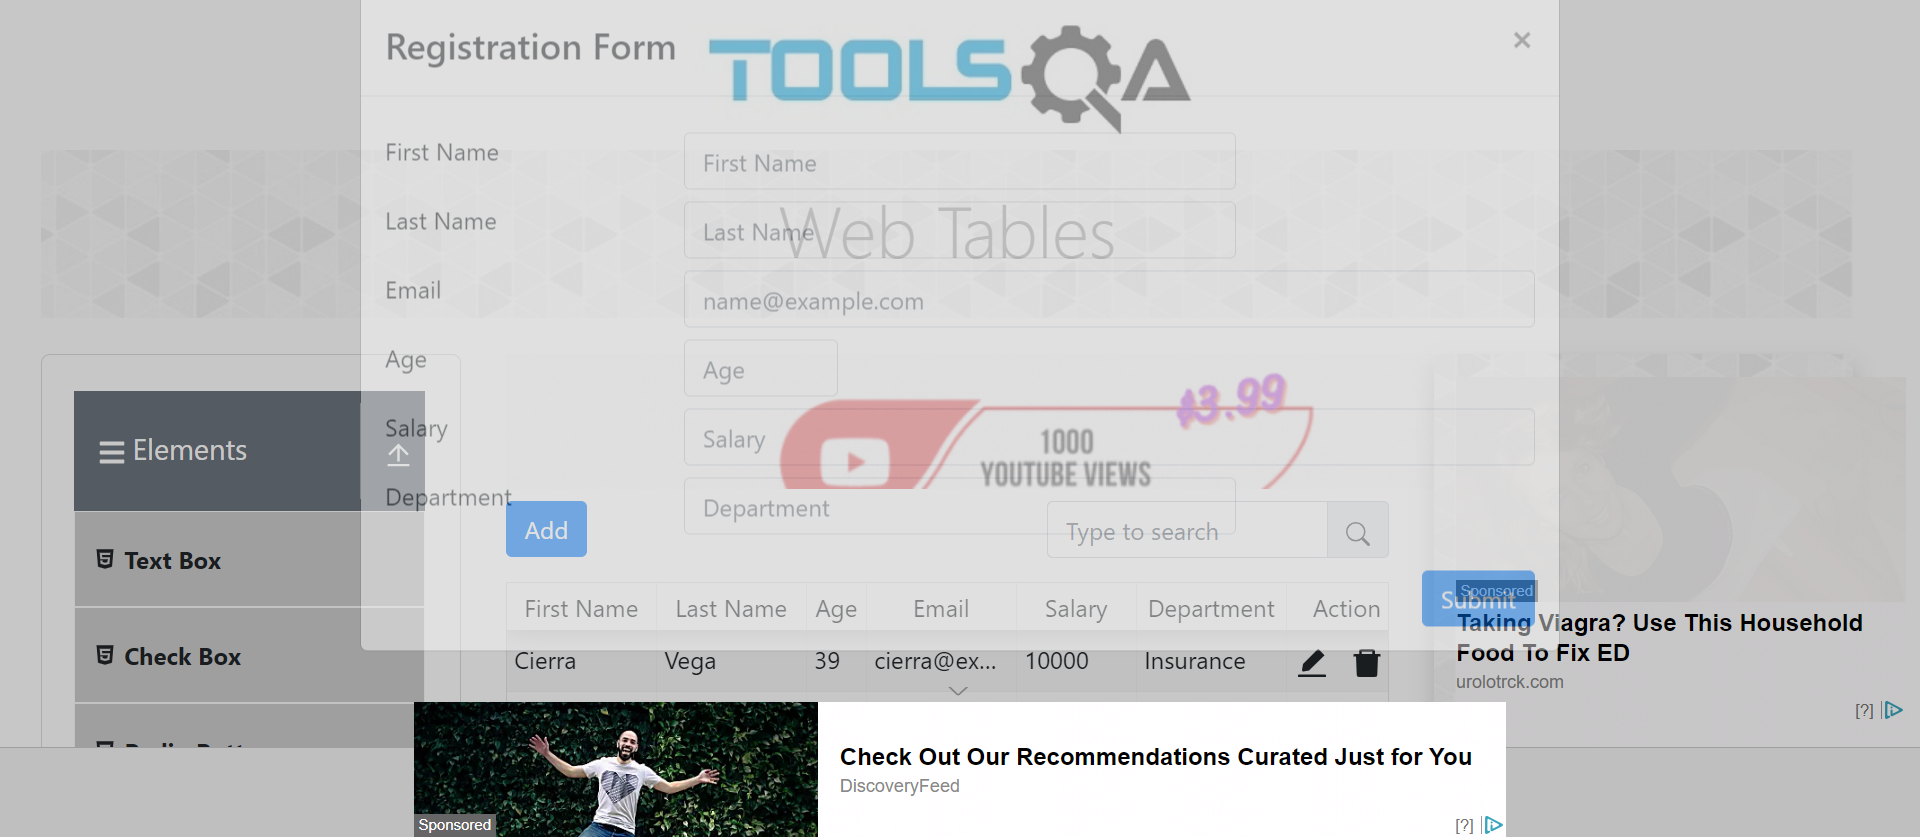 Registration Form
TOOLSQA
×
First Name
First Name
Last Name
Last Name
Web Tables
Email
name@example.com
Age
Age
$3.99
Salary
Salary
1000
YOUTUBE VIEWS
Elements
Department
Department
Add
Type to search
Text Box
Submit
Sponsored
First Name Last Name Age Email Salary Department Action
Taking Viagra? Use This Household
Food To Fix ED
urolotrck.com
Check Box
Cierra Vega 39 cierra@ex... 10000 Insurance
[?]
Check Out Our Recommendations Curated Just for You
DiscoveryFeed
Sponsored
[?]